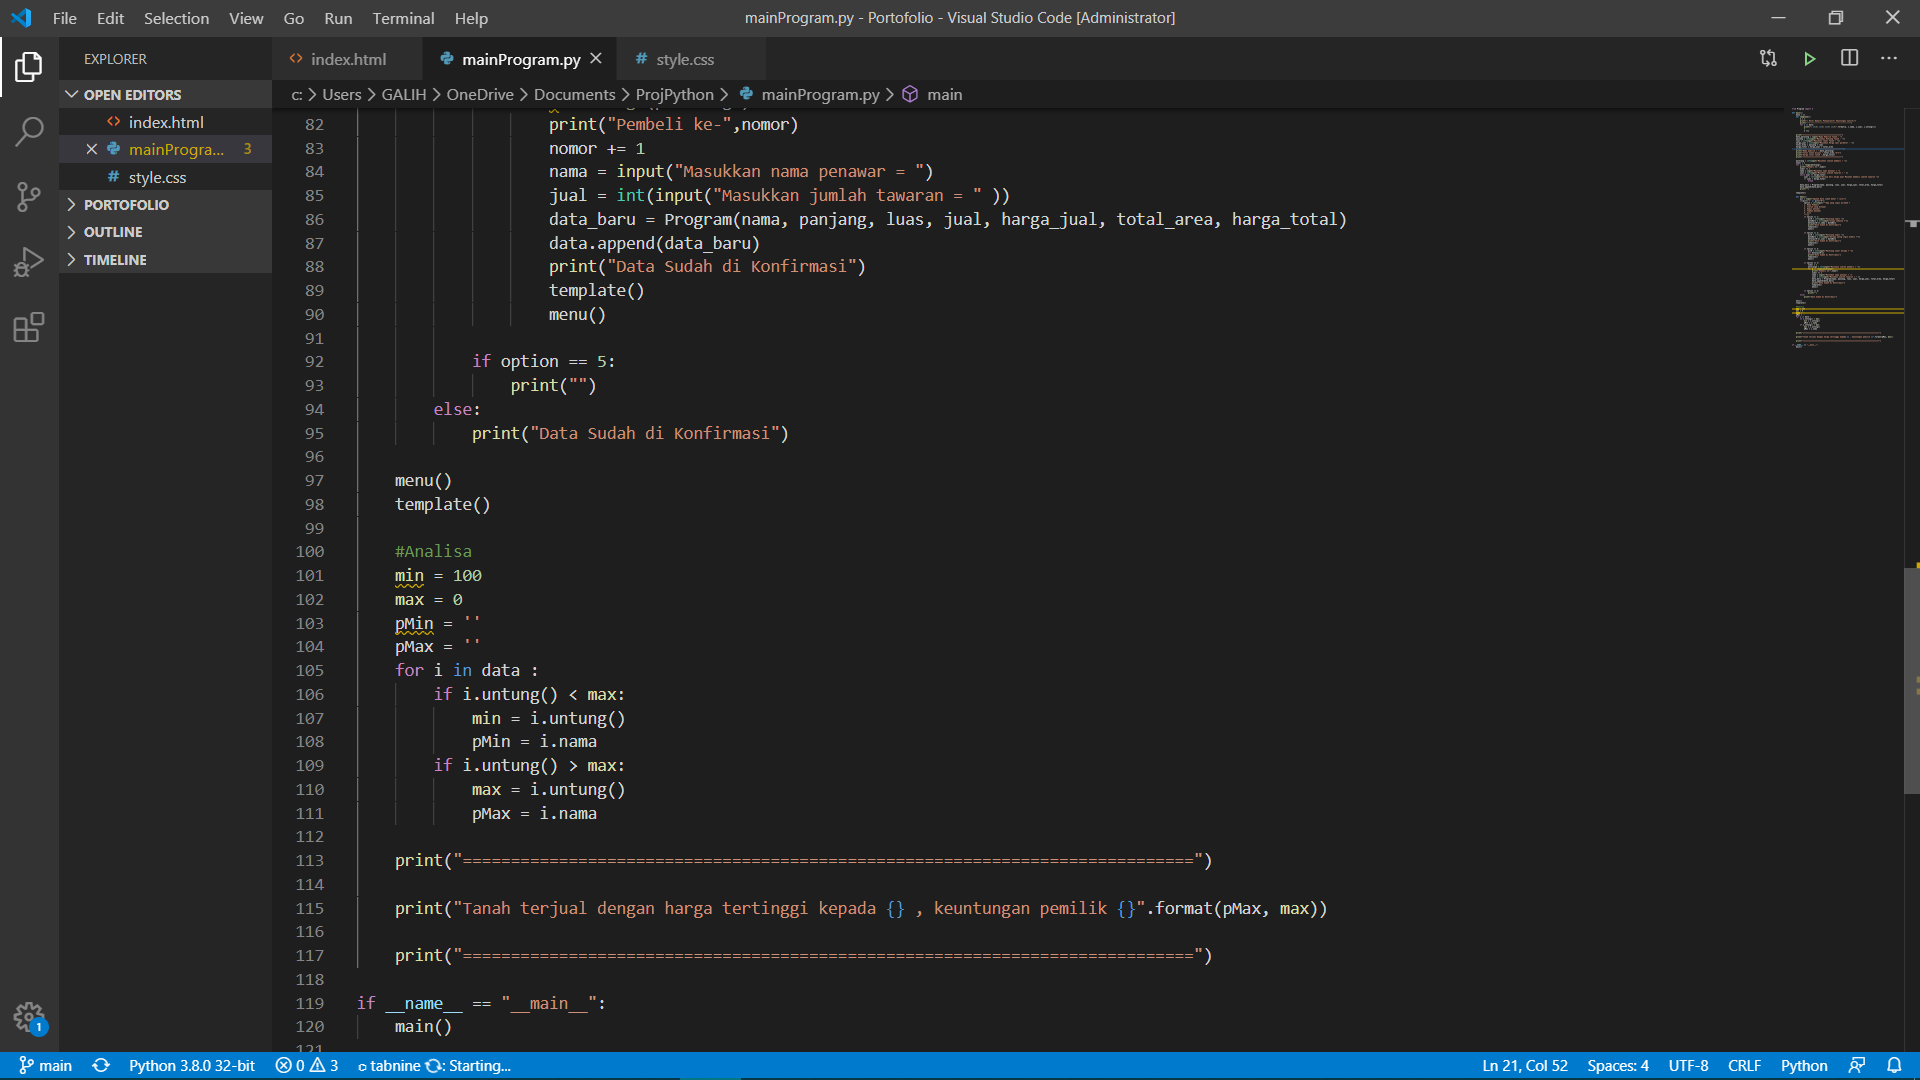 File Edit Selection View Go Run Terminal Help
mainProgram.py - Portofolio - Visual Studio Code [Administrator]
EXPLORER
OPEN EDITORS
index.html
mainProgra... 3
style.css
PORTOFOLIO
OUTLINE
TIMELINE
index.html
mainProgram.py
style.css
c: > Users > GALIH > OneDrive > Documents > ProjPython > mainProgram.py > main
82 print("Pembeli ke-",nomor)
83 nomor += 1
84 nama = input("Masukkan nama penawar = ")
85 jual = int(input("Masukkan jumlah tawaran = " ))
86 data_baru = Program(nama, panjang, luas, jual, harga_jual, total_area, harga_total)
87 data.append(data_baru)
88 print("Data Sudah di Konfirmasi")
89 template()
90 menu()
91
92 if option == 5:
93 print("")
94 else:
95 print("Data Sudah di Konfirmasi")
96
97 menu()
98 template()
99
100 #Analisa
101 min = 100
102 max = 0
103 pMin = ''
104 pMax = ''
105 for i in data :
106 if i.untung() < max:
107 min = i.untung()
108 pMin = i.nama
109 if i.untung() > max:
110 max = i.untung()
111 pMax = i.nama
112
113 print("============================================================================")
114
115 print("Tanah terjual dengan harga tertinggi kepada {} , keuntungan pemilik {}".format(pMax, max))
116
117 print("============================================================================")
118
119 if __name__ == "__main__":
120 main()
121
1
main
Python 3.8.0 32-bit
0 3
tabnine : Starting...
Ln 21, Col 52
Spaces: 4
UTF-8
CRLF
Python